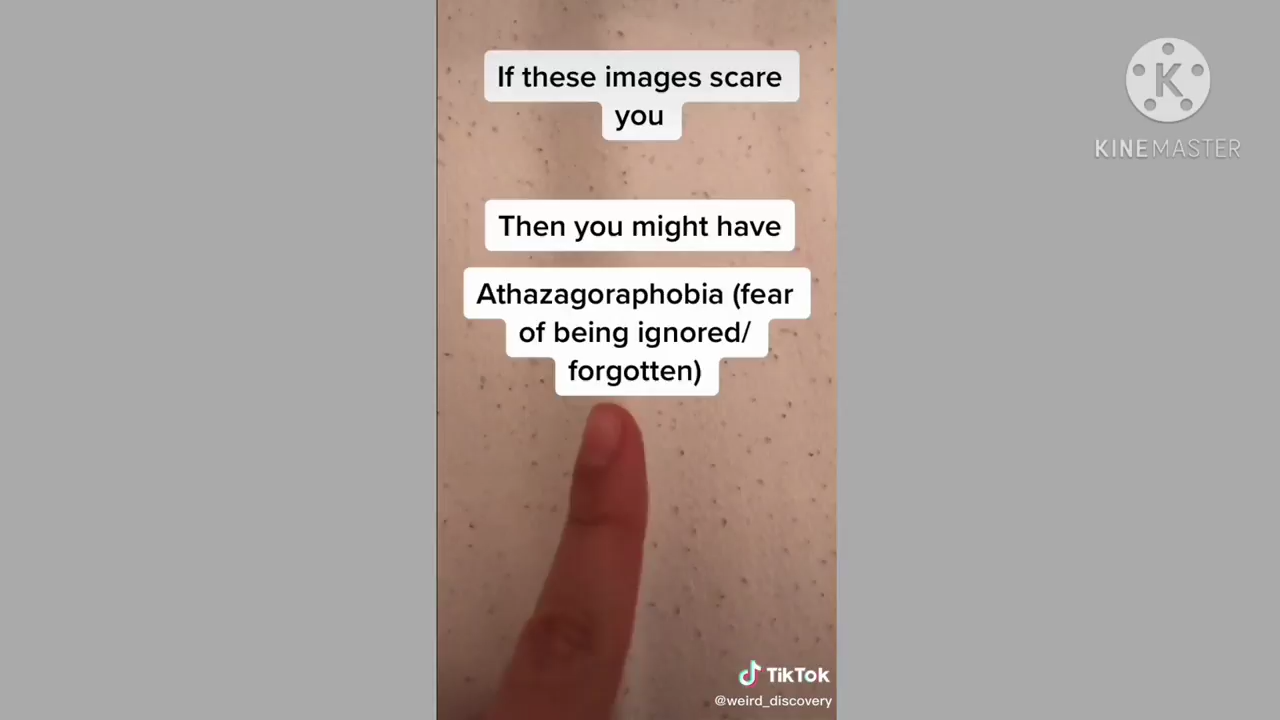 If these images scare
you
Then you might have
Athazagoraphobia (fear
of being ignored/
forgotten)
KINEMASTER
TikTok
@weird_discovery